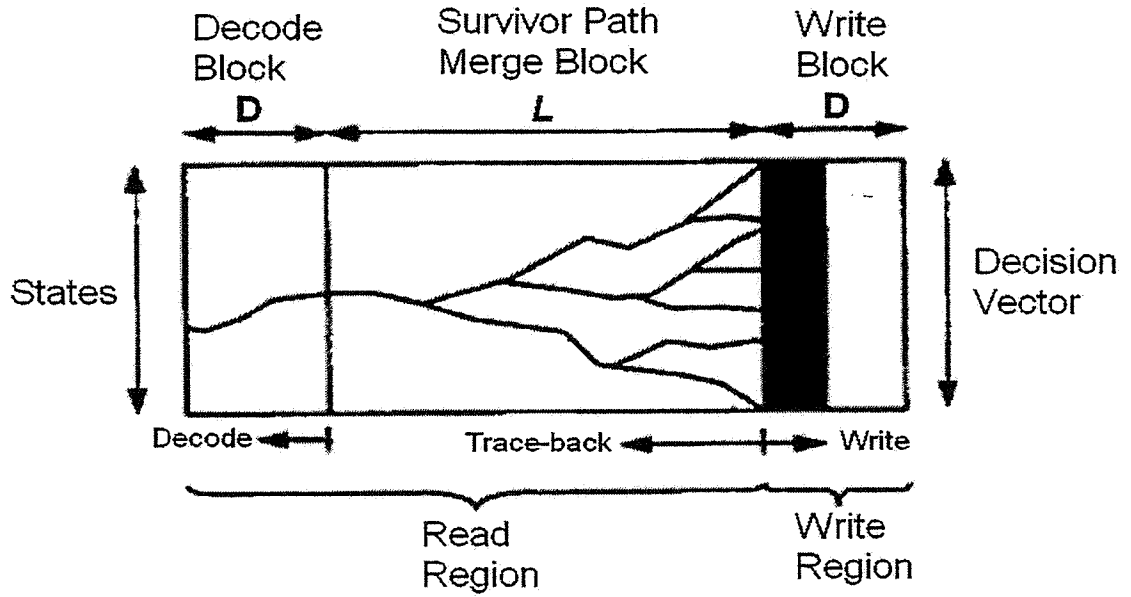 Decode
Block
D
Survivor Path
Merge Block
L
Write
Block
D
States
Decision
Vector
Decode
Trace-back
Write
Read
Region
Write
Region